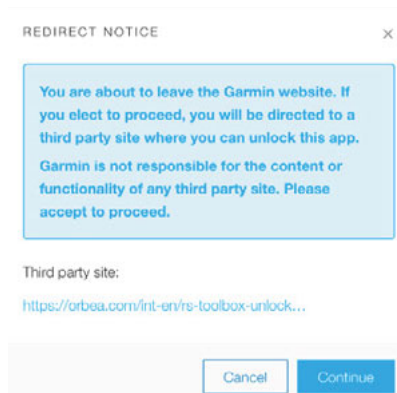 REDIRECT NOTICE
You are about to leave the Garmin website. If
you elect to proceed, you will be directed to a
third party site where you can unlock this app.
Garmin is not responsible for the content or
functionality of any third party site. Please
accept to proceed.
Third party site:
https://orbea.com/int-en/rs-toolbox-unlock...
Cancel Continue